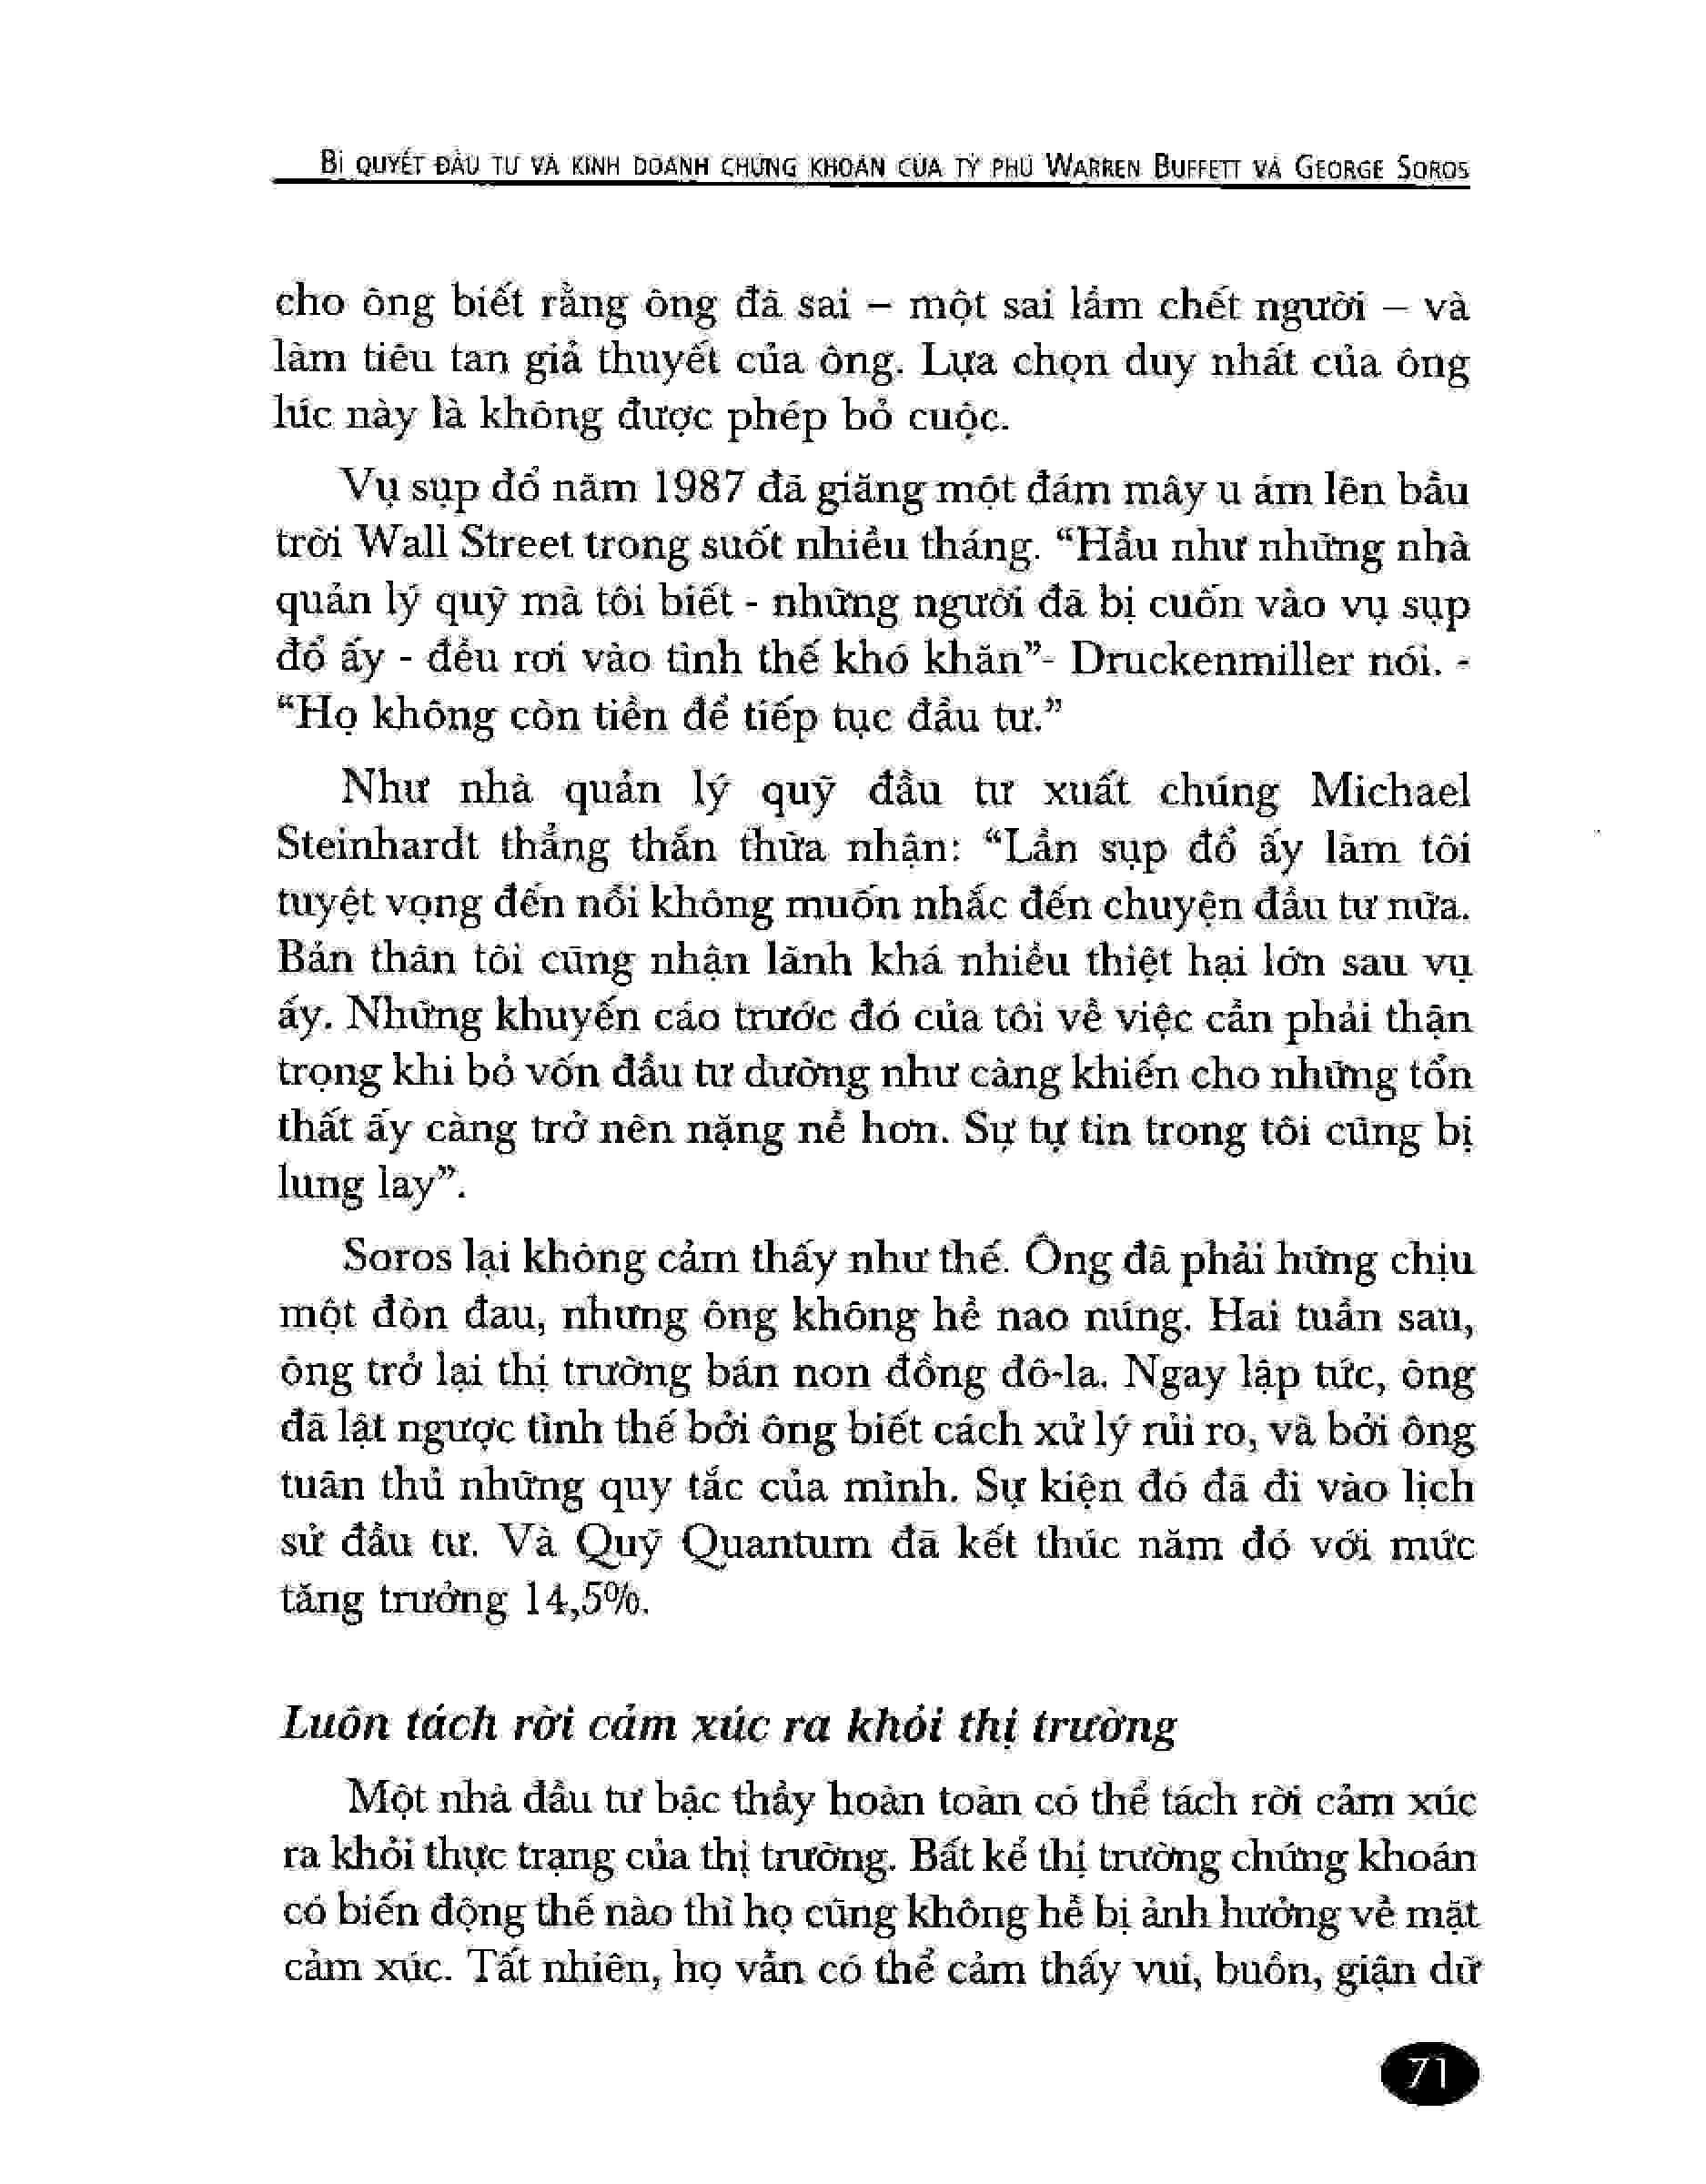 BÍ QUYẾT ĐẦU TƯ VÀ KINH DOANH CHỨNG KHOÁN CỦA TỶ PHÚ WARREN BUFFETT VÀ GEORGE SOROS
cho ông biết rằng ông đã sai – một sai lầm chết người – và
làm tiêu tan giả thuyết của ông. Lựa chọn duy nhất của ông
lúc này là không được phép bỏ cuộc.
Vụ sụp đổ năm 1987 đã giăng một đám mây u ám lên bầu
trời Wall Street trong suốt nhiều tháng. “Hầu như những nhà
quản lý quỹ mà tôi biết - những người đã bị cuốn vào vụ sụp
đổ ấy - đều rơi vào tình thế khó khăn”- Druckenmiller nói. -
“Họ không còn tiền để tiếp tục đầu tư.”
Như nhà quản lý quỹ đầu tư xuất chúng Michael
Steinhardt thẳng thắn thừa nhận: “Lần sụp đổ ấy làm tôi
tuyệt vọng đến nỗi không muốn nhắc đến chuyện đầu tư nữa.
Bản thân tôi cũng nhận lãnh khá nhiều thiệt hại lớn sau vụ
ấy. Những khuyến cáo trước đó của tôi về việc cần phải thận
trọng khi bỏ vốn đầu tư dường như càng khiến cho những tổn
thất ấy càng trở nên nặng nề hơn. Sự tự tin trong tôi cũng bị
lung lay”.
Soros lại không cảm thấy như thế. Ông đã phải hứng chịu
một đòn đau, nhưng ông không hề nao núng. Hai tuần sau,
ông trở lại thị trường bán non đồng đô-la. Ngay lập tức, ông
đã lật ngược tình thế bởi ông biết cách xử lý rủi ro, và bởi ông
tuân thủ những quy tắc của mình. Sự kiện đó đã đi vào lịch
sử đầu tư. Và Quỹ Quantum đã kết thúc năm đó với mức
tăng trưởng 14,5%.
Luôn tách rời cảm xúc ra khỏi thị trường
Một nhà đầu tư bậc thầy hoàn toàn có thể tách rời cảm xúc
ra khỏi thực trạng của thị trường. Bất kể thị trường chứng khoán
có biến động thế nào thì họ cũng không hề bị ảnh hưởng về mặt
cảm xúc. Tất nhiên, họ vẫn có thể cảm thấy vui, buồn, giận dữ
71